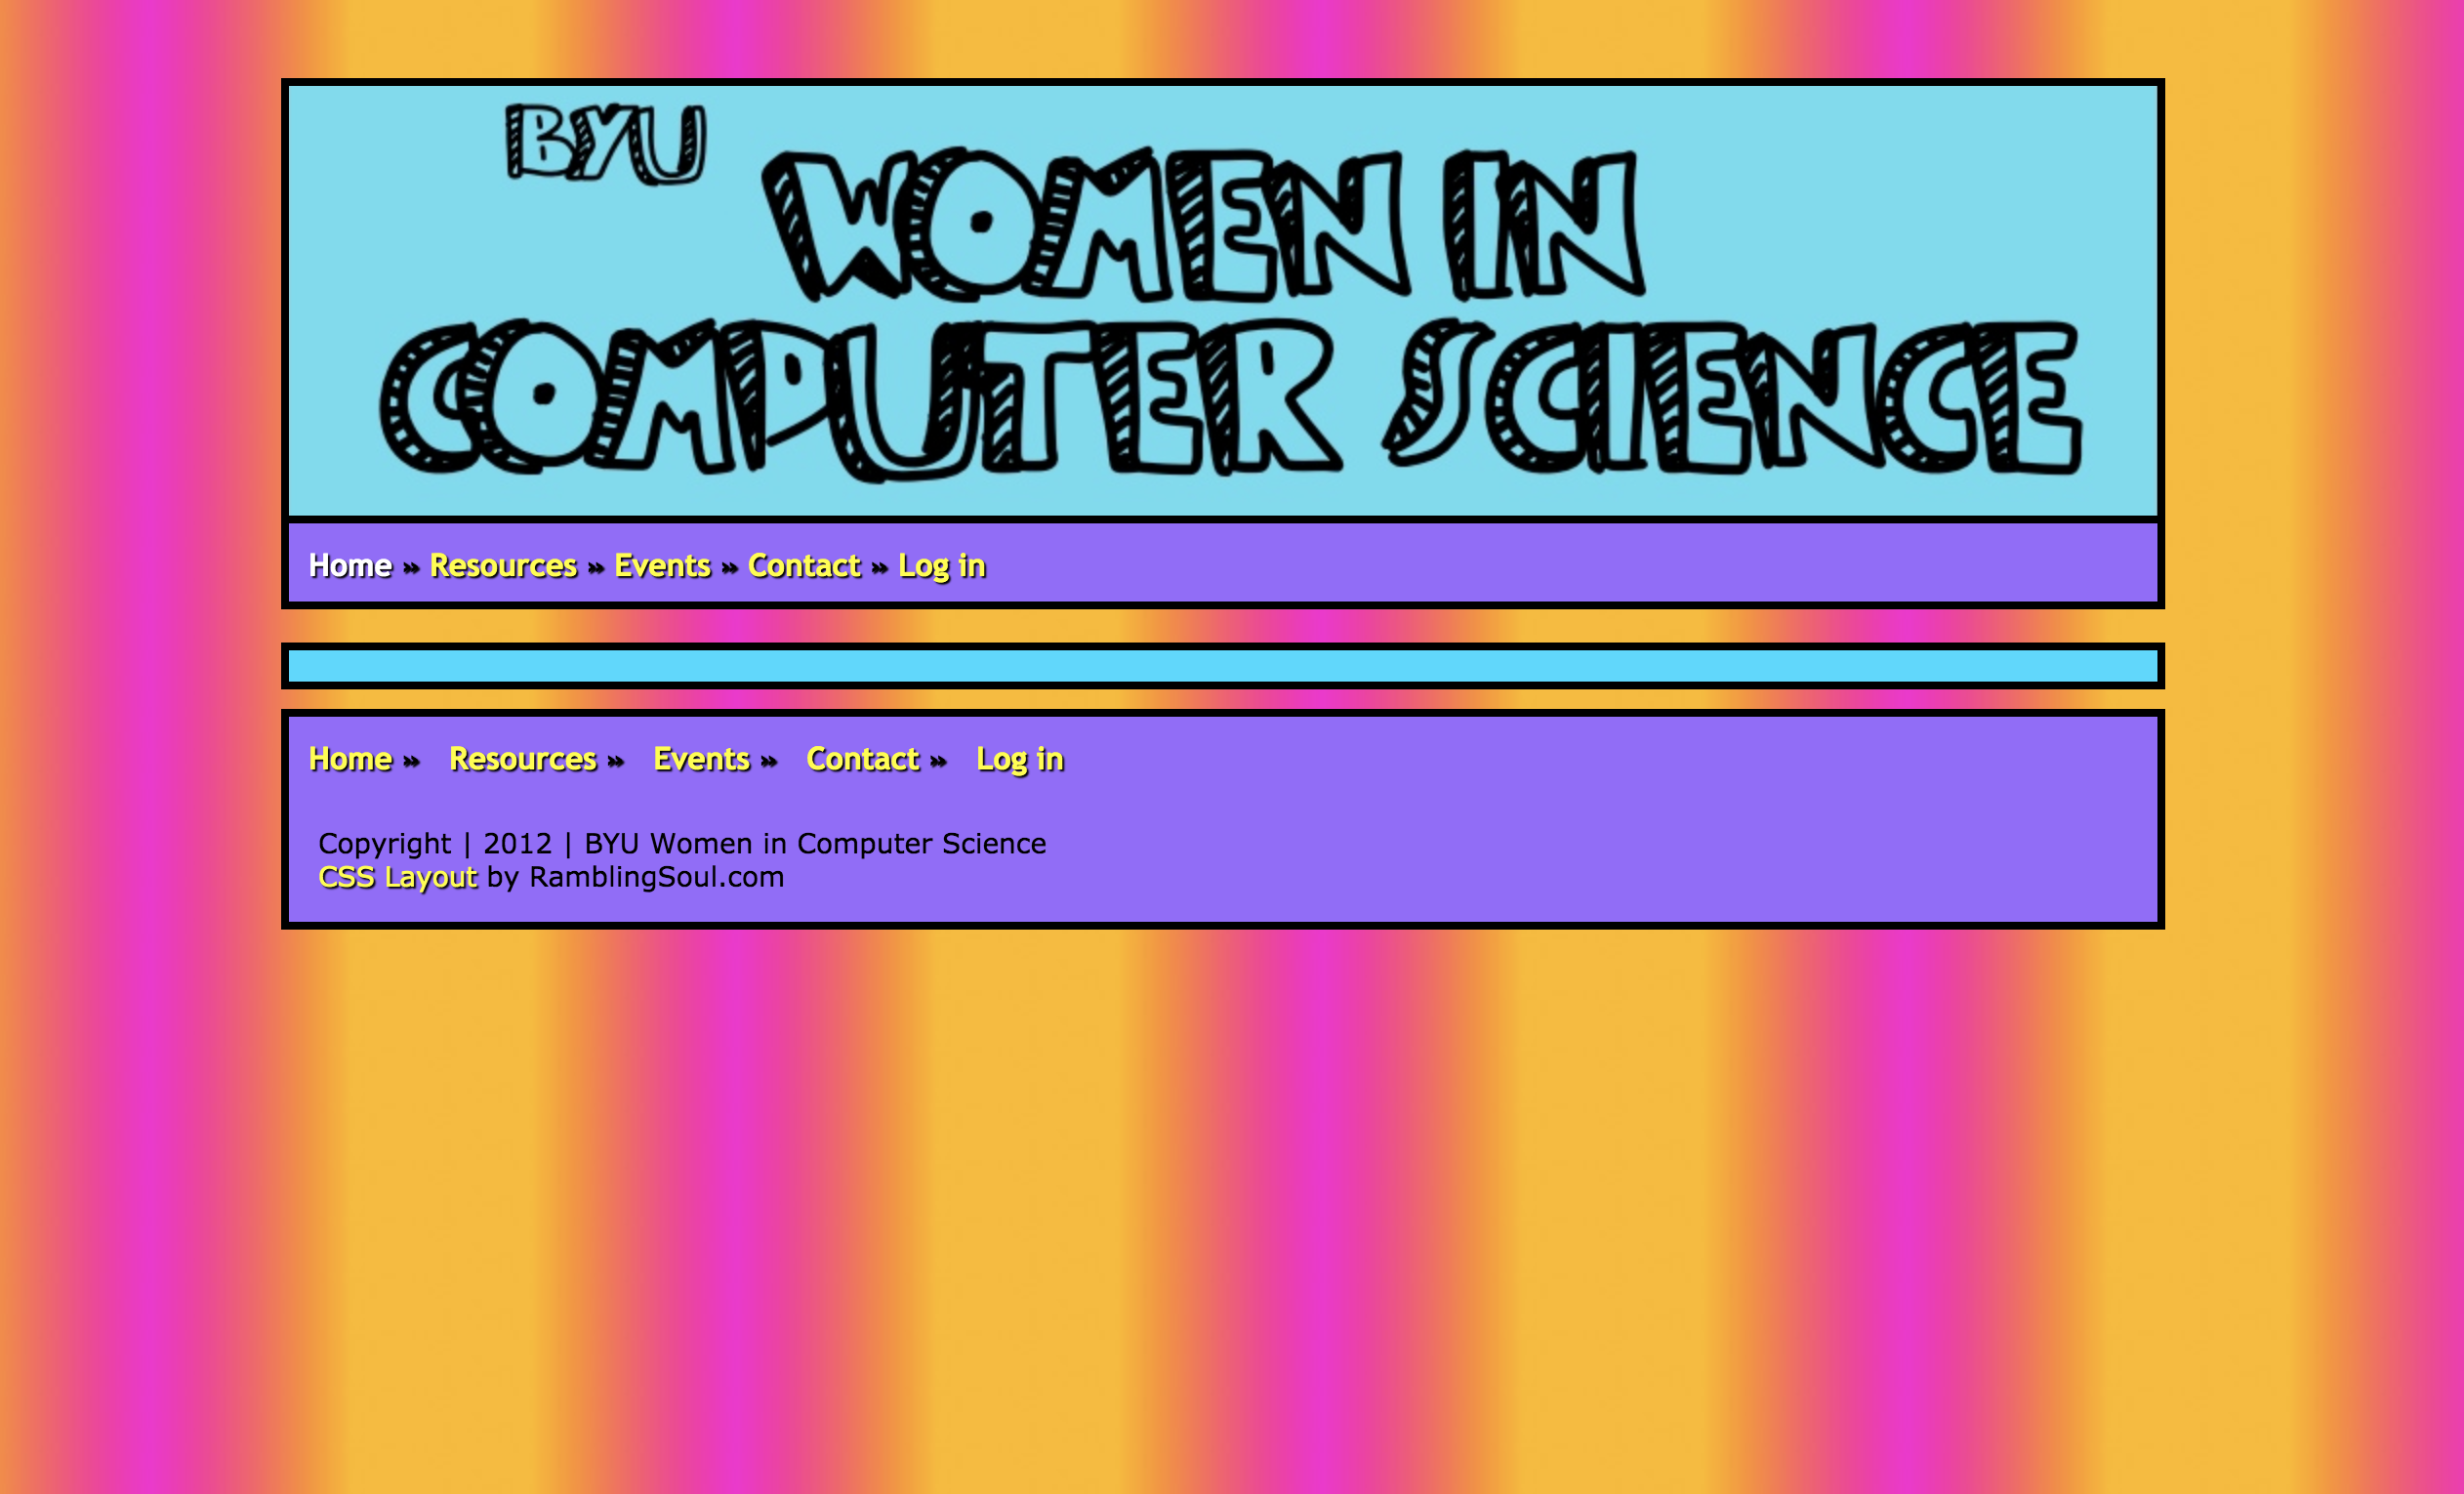 BYU
WOMEN IN
COMPUTER SCIENCE
Home » Resources » Events » Contact » Log in
Home » Resources » Events » Contact » Log in
Copyright | 2012 | BYU Women in Computer Science
CSS Layout by RamblingSoul.com